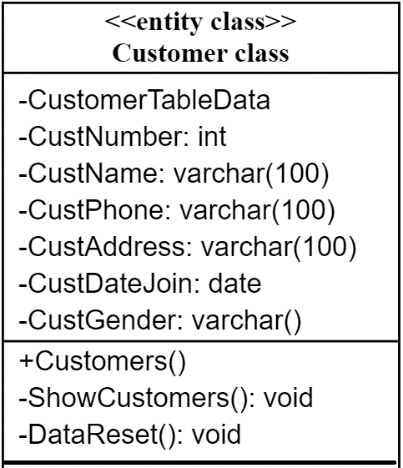 <<entity class>>
Customer class
-CustomerTableData
-CustNumber: int
-CustName: varchar(100)
-CustPhone: varchar(100)
-CustAddress: varchar(100)
-CustDateJoin: date
-CustGender: varchar()
+Customers()
-ShowCustomers(): void
-DataReset(): void